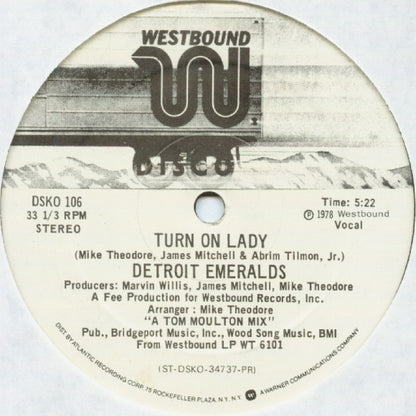 WESTBOUND
W
DISCO
DSKO 106
33 1/3 RPM
STEREO
Time: 5:22
Ⓟ 1978 Westbound
Vocal
TURN ON LADY
(Mike Theodore, James Mitchell & Abrim Tilmon, Jr.)
DETROIT EMERALDS
Producers: Marvin Willis, James Mitchell, Mike Theodore
A Fee Production for Westbound Records, Inc.
Arranger : Mike Theodore
"A TOM MOULTON MIX"
Pub., Bridgeport Music, Inc., Wood Song Music, BMI
From Westbound LP WT 6101
(ST-DSKO-34737-PR)
DIST BY ATLANTIC RECORDING CORP. 75 ROCKEFELLER PLAZA, N.Y. N.Y. W A WARNER COMMUNICATIONS COMPANY